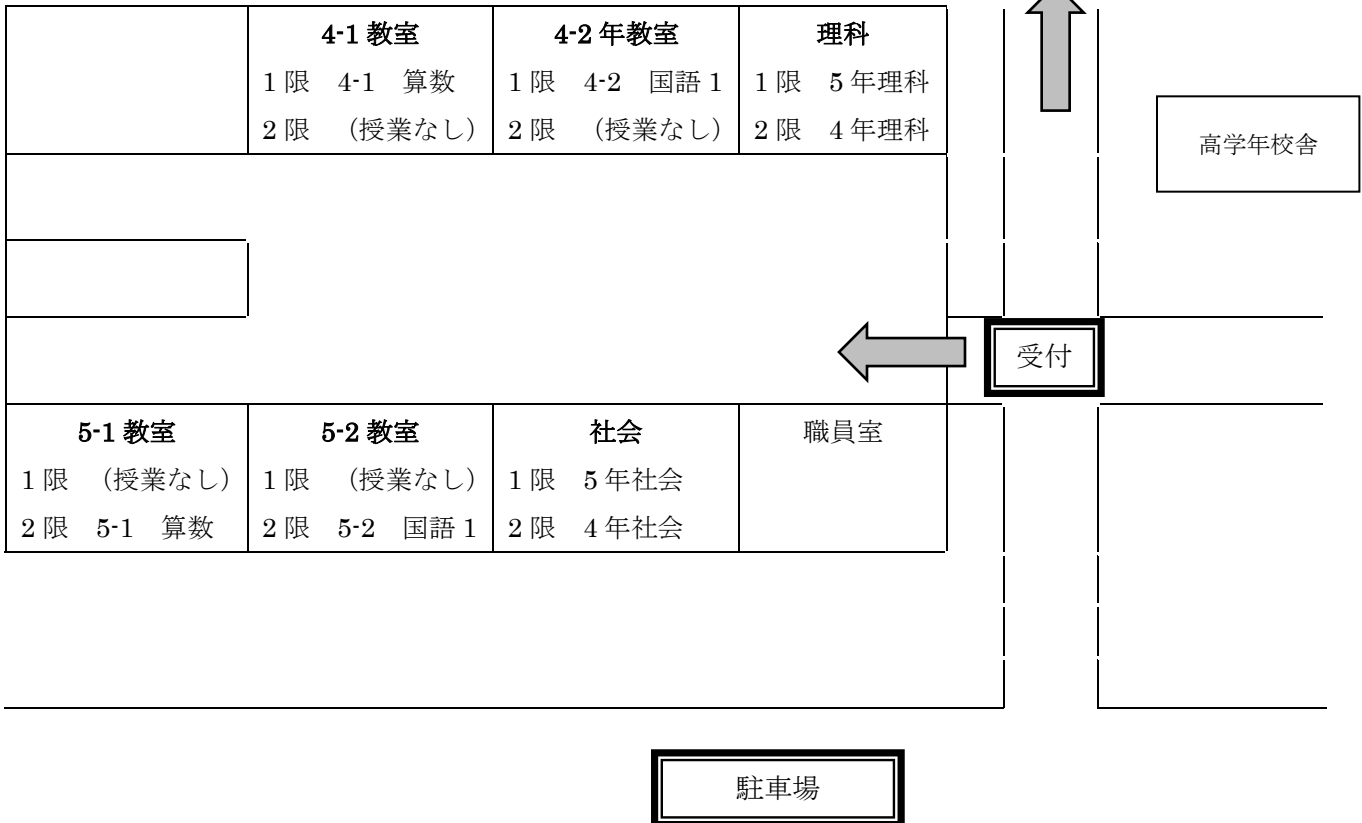 4-1 教室
1 限 4-1 算数
2 限 (授業なし)
4-2 年教室
1 限 4-2 国語 1
2 限 (授業なし)
理科
1 限 5 年理科
2 限 4 年理科
高学年校舎
受付
5-1 教室
1 限 (授業なし)
2 限 5-1 算数
5-2 教室
1 限 (授業なし)
2 限 5-2 国語 1
社会
1 限 5 年社会
2 限 4 年社会
職員室
駐車場